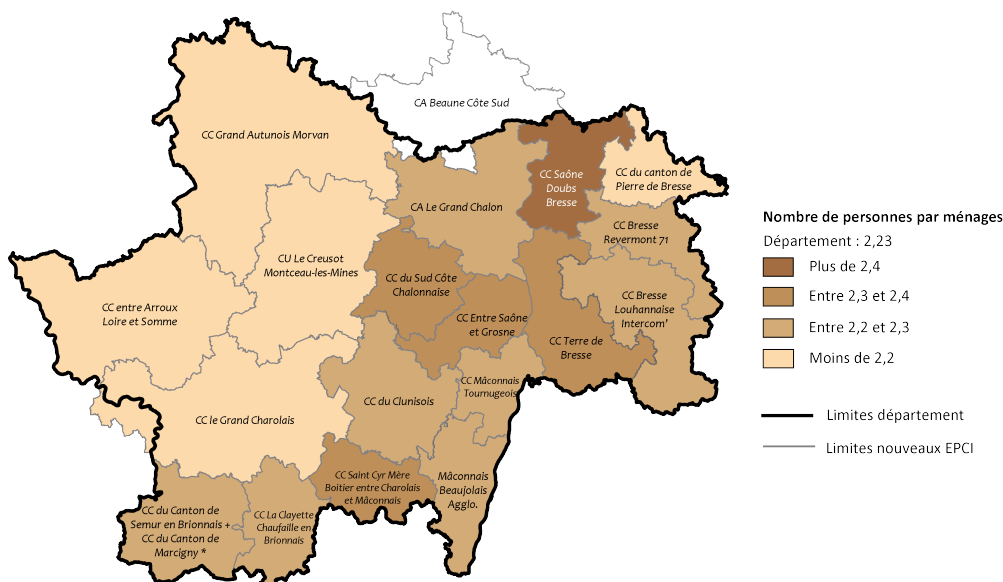 CA Beaune Côte Sud
CC Grand Autunois Morvan
CC Saône
Doubs
Bresse
CC du canton de
Pierre de Bresse
CA Le Grand Chalon
CC Bresse
Revermont 71
CU Le Creusot
Montceau-les-Mines
CC du Sud Côte
Chalonnaise
CC entre Arroux
Loire et Somme
CC Bresse
Louhannaise
Intercom'
CC Entre Saône
et Grosne
CC Terre de
Bresse
CC Mâconnais
Tournugeois
CC du Clunisois
CC le Grand Charolais
CC Saint Cyr Mère
Boitier entre Charolais
et Mâconnais
Mâconnais
Beaujolais
Agglo.
CC du Canton de
Semur en Brionnais +
CC du Canton de
Marcigny *
CC La Clayette
Chaufaille en
Brionnais
Nombre de personnes par ménages
Département : 2,23
Plus de 2,4
Entre 2,3 et 2,4
Entre 2,2 et 2,3
Moins de 2,2
Limites département
Limites nouveaux EPCI